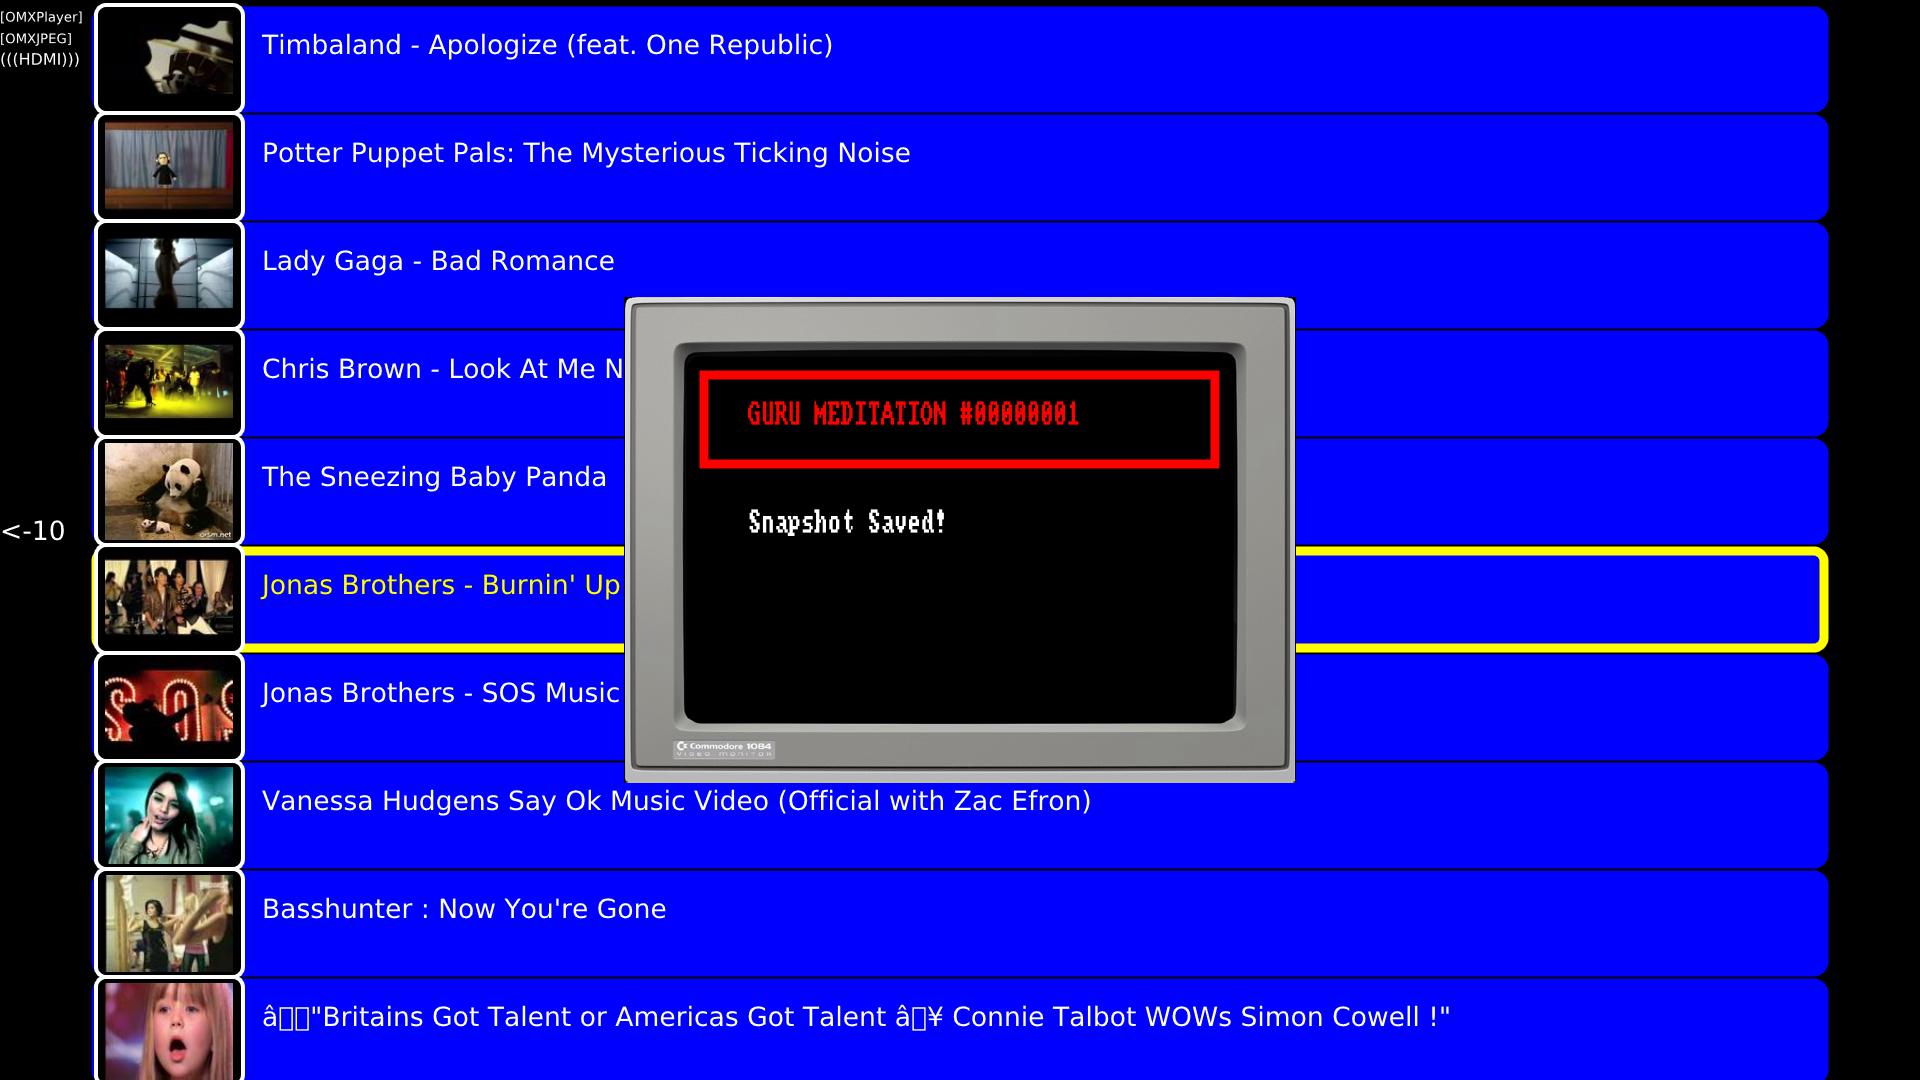 [OMXPlayer]
[OMXJPEG]
(((HDMI)))
Timbaland - Apologize (feat. One Republic)
Potter Puppet Pals: The Mysterious Ticking Noise
Lady Gaga - Bad Romance
Chris Brown - Look At Me N
GURU MEDITATION #00000001
The Sneezing Baby Panda
orsm.net
Snapshot Saved!
<-10
Jonas Brothers - Burnin' Up
Jonas Brothers - SOS Music
SOS
Commodore 1084
VIDEO MONITOR
Vanessa Hudgens Say Ok Music Video (Official with Zac Efron)
Basshunter : Now You're Gone
â"Britains Got Talent or Americas Got Talent â¥ Connie Talbot WOWs Simon Cowell !"